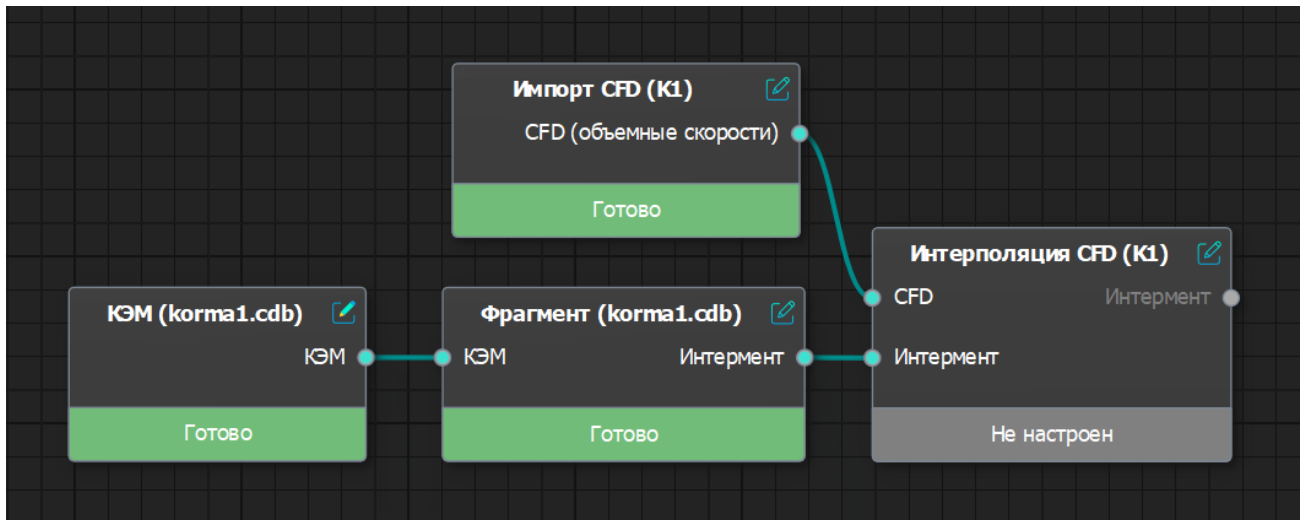 Импорт CFD (K1)
CFD (объемные скорости)
Готово
Интерполяция CFD (K1)
CFD
Интермент
Интермент
Не настроен
КЭМ (korma1.cdb)
КЭМ
Готово
Фрагмент (korma1.cdb)
КЭМ
Интермент
Готово